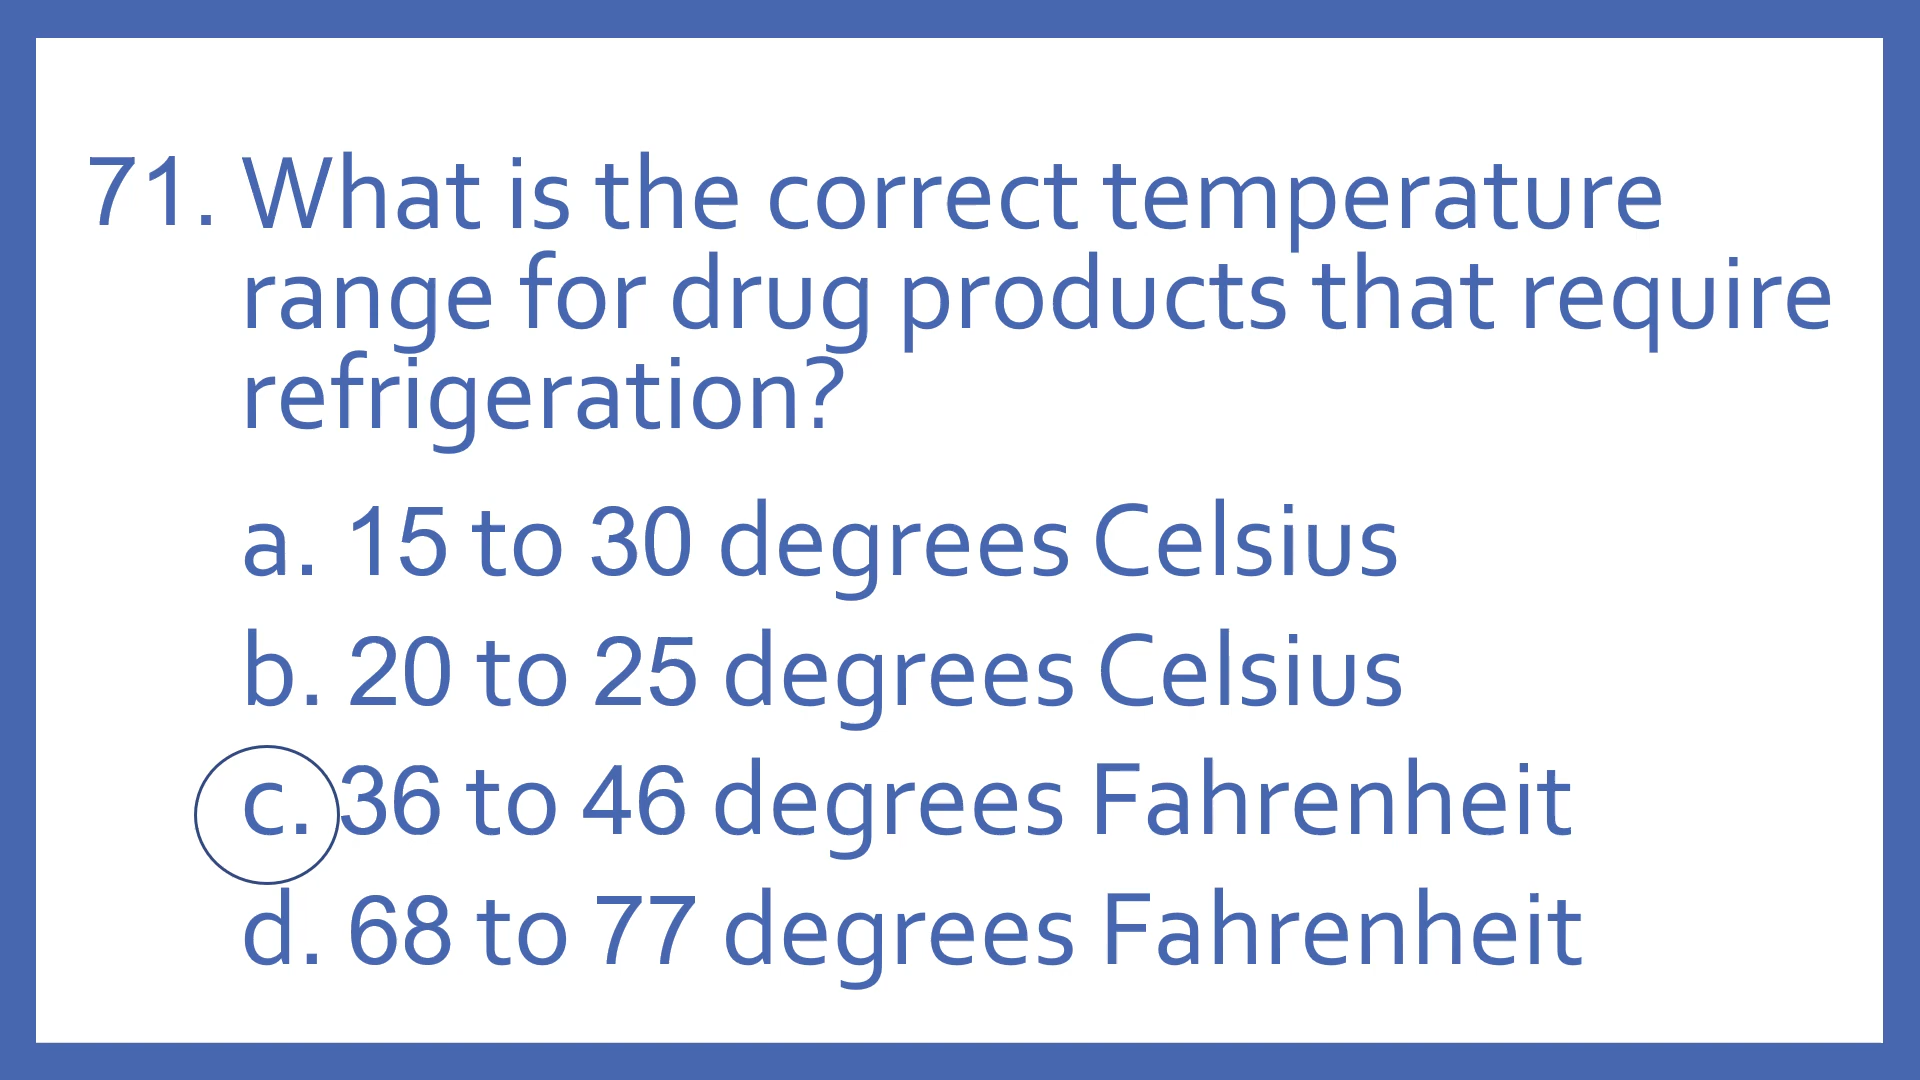 71. What is the correct temperature
range for drug products that require
refrigeration?
a. 15 to 30 degrees Celsius
b. 20 to 25 degrees Celsius
c. 36 to 46 degrees Fahrenheit
d. 68 to 77 degrees Fahrenheit